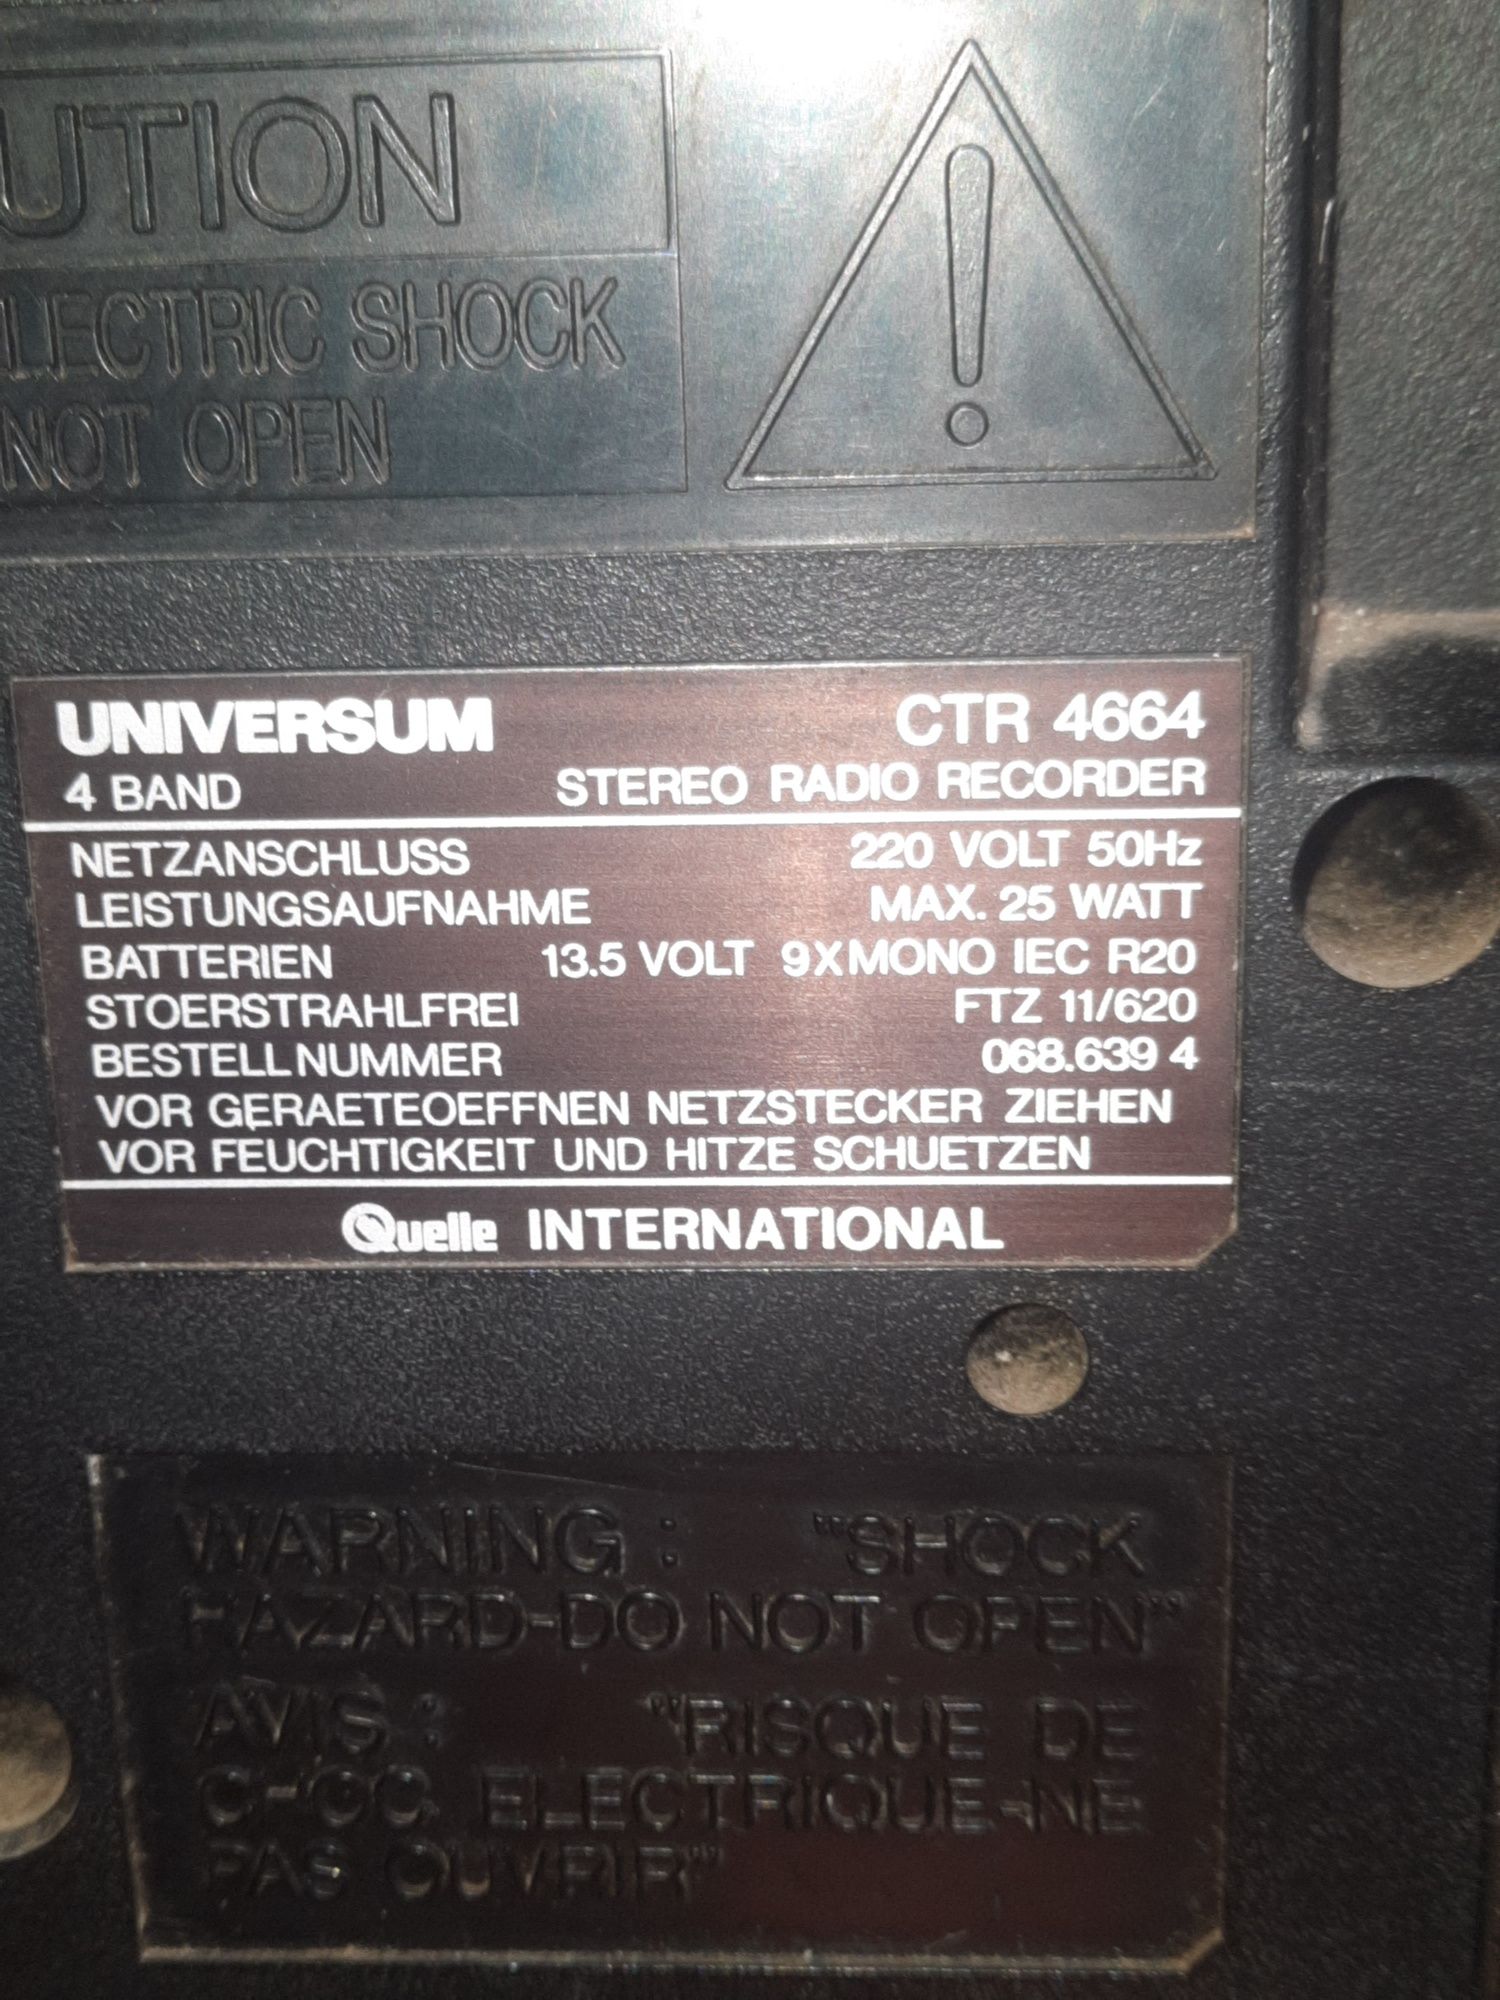 UTION
LECTRIC SHOCK
NOT OPEN
UNIVERSUM CTR 4664
4 BAND STEREO RADIO RECORDER
NETZANSCHLUSS 220 VOLT 50Hz
LEISTUNGSAUFNAHME MAX. 25 WATT
BATTERIEN 13.5 VOLT 9XMONO IEC R20
STOERSTRAHLFREI FTZ 11/620
BESTELLNUMMER 068.639 4
VOR GERAETEOEFFNEN NETZSTECKER ZIEHEN
VOR FEUCHTIGKEIT UND HITZE SCHUETZEN
Quelle INTERNATIONAL
WARNING : "SHOCK
HAZARD-DO NOT OPEN"
AVIS : "RISQUE DE
CHOC ELECTRIQUE-NE
PAS OUVRIR"